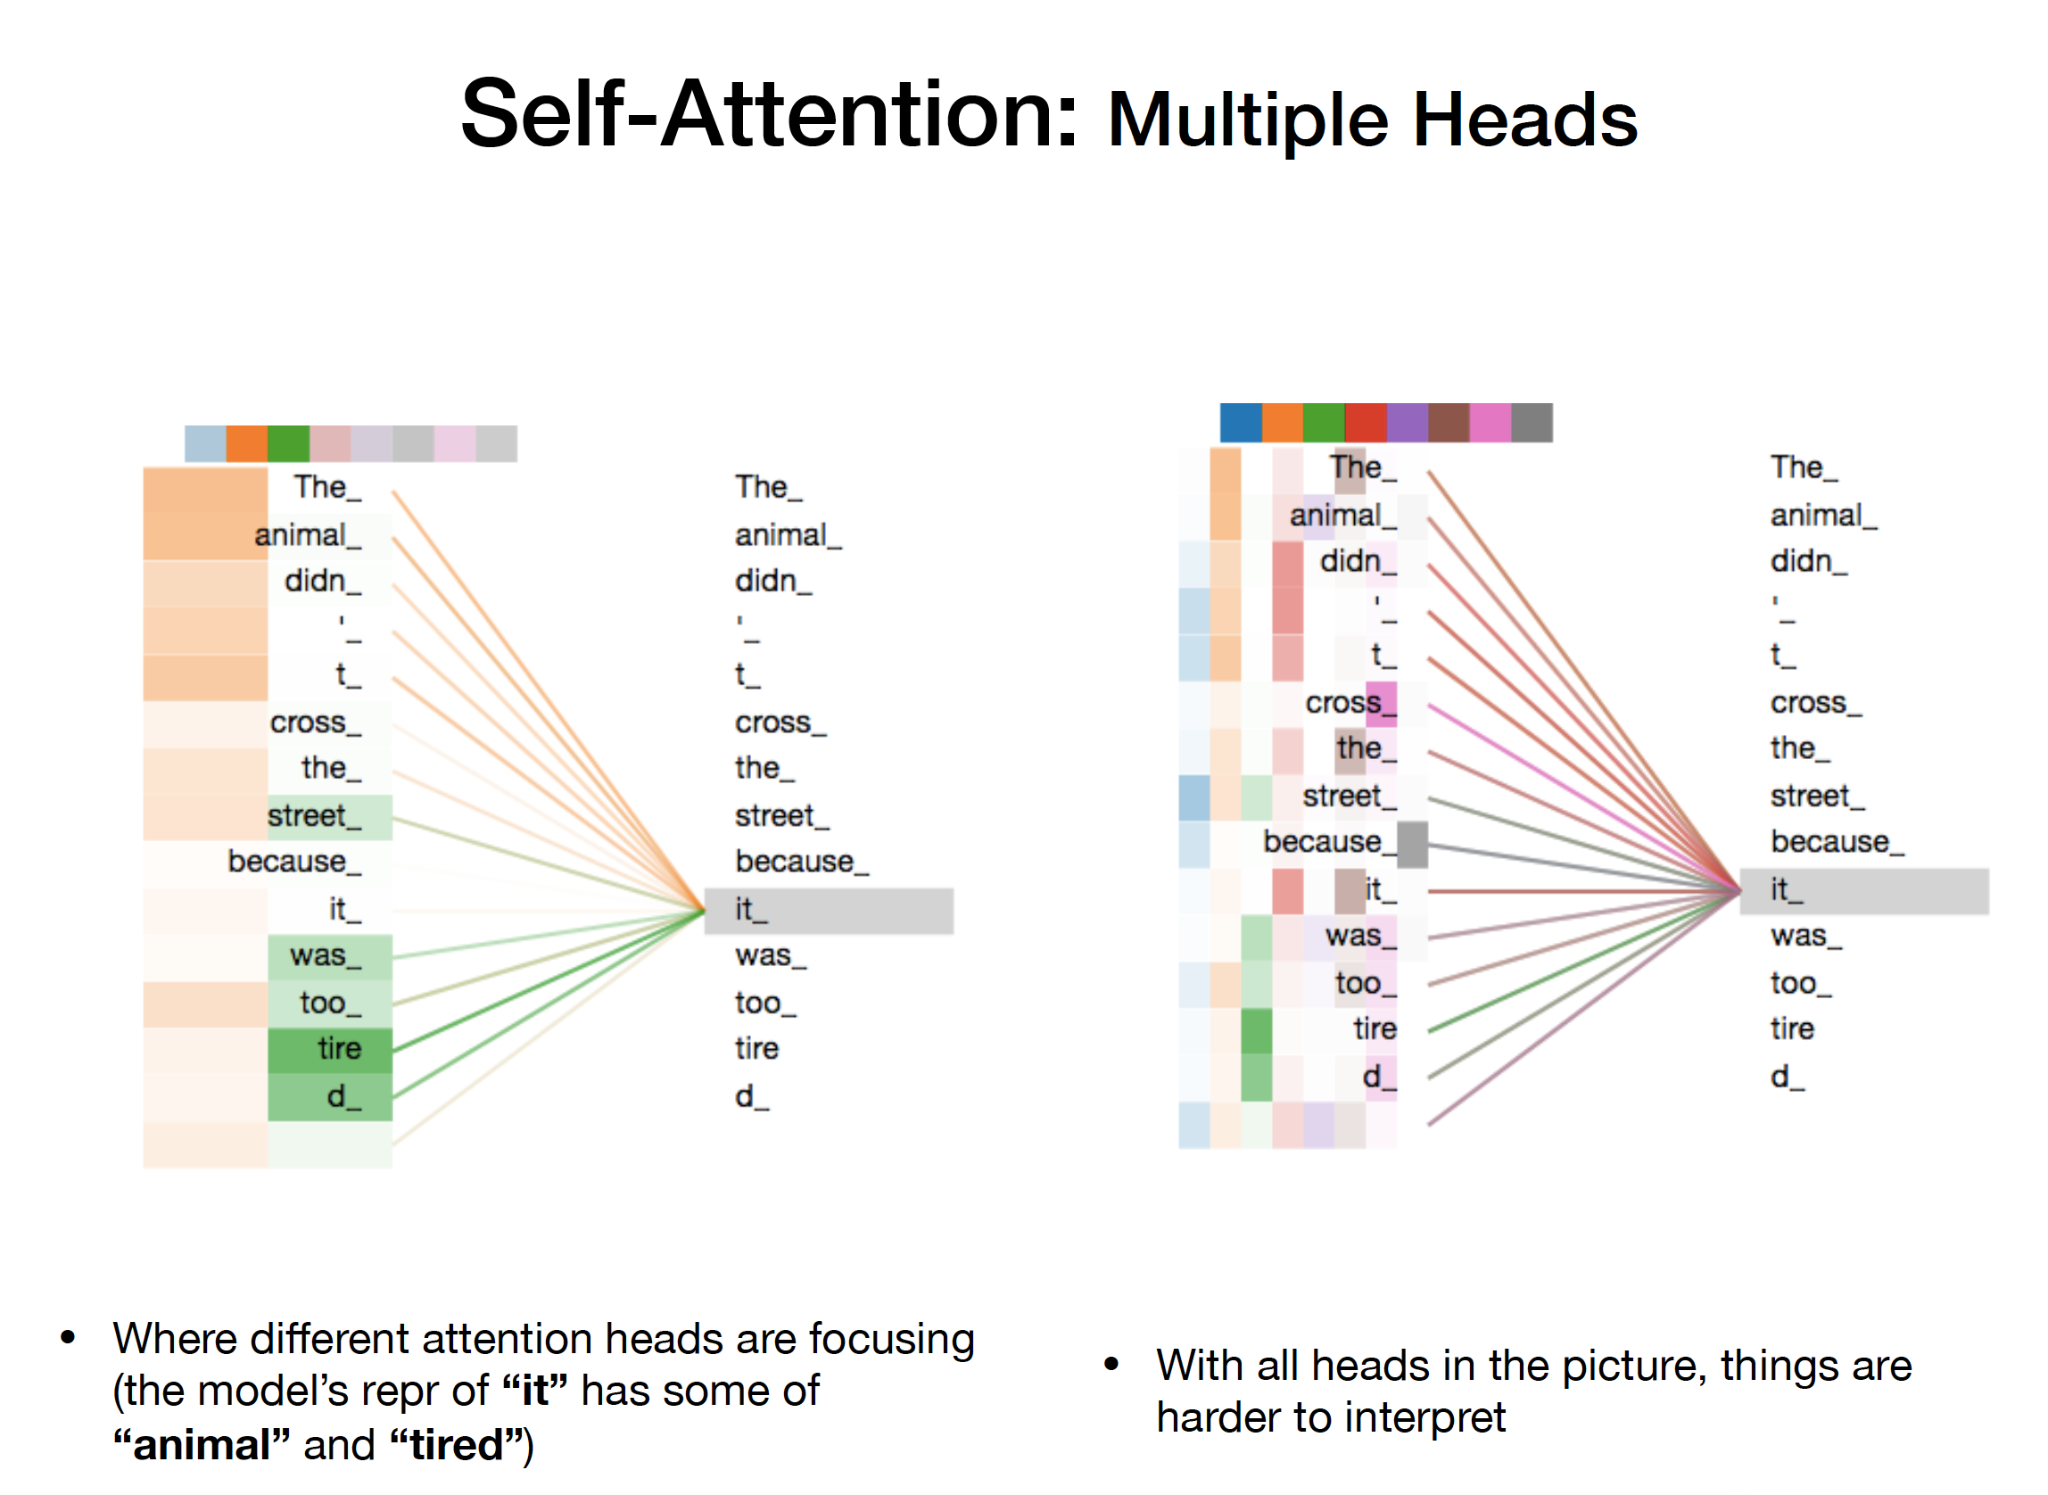 Self-Attention: Multiple Heads
The_
animal_
didn_
'_
t_
cross_
the_
street_
because_
it_
was_
too_
tire
d_
The_
animal_
didn_
'_
t_
cross_
the_
street_
because_
it_
was_
too_
tire
d_
The_
animal_
didn_
'_
t_
cross_
the_
street_
because_
it_
was_
too_
tire
d_
The_
animal_
didn_
'_
t_
cross_
the_
street_
because_
it_
was_
too_
tire
d_
• Where different attention heads are focusing
(the model’s repr of “it” has some of
“animal” and “tired”)
• With all heads in the picture, things are
harder to interpret